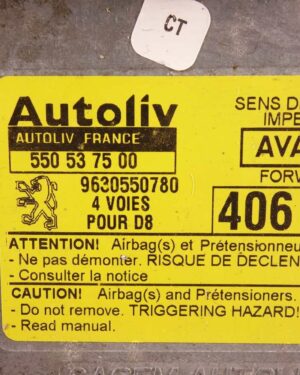 CT
Autoliv
SENS D
IMPE
AUTOLIV FRANCE
AVA
550 53 75 00
FORW
9630550780
4 VOIES
406
POUR D8
ATTENTION! Airbag(s) et Prétensionneu
- Ne pas démonter. RISQUE DE DECLEN
- Consulter la notice
CAUTION! Airbag(s) and Prétensioners.
- Do not remove. TRIGGERING HAZARD!
- Read manual.